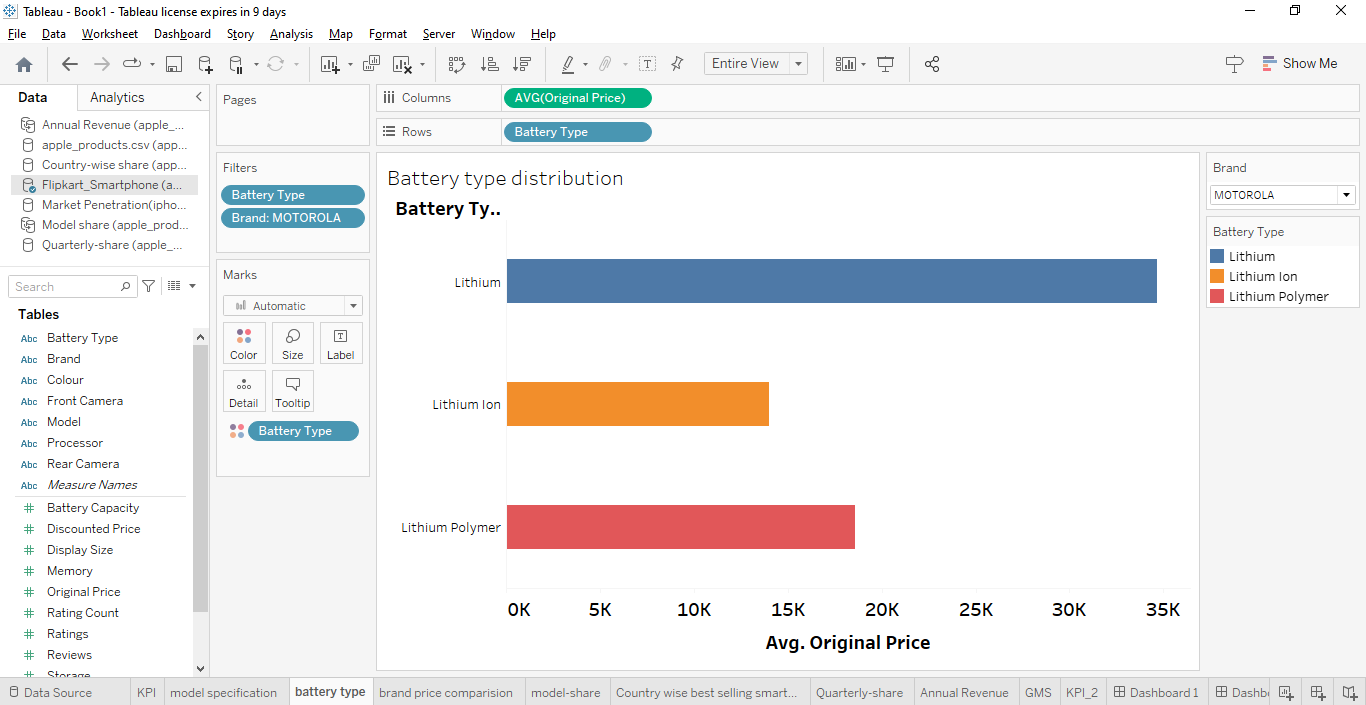 Tableau - Book1 - Tableau license expires in 9 days
File Data Worksheet Dashboard Story Analysis Map Format Server Window Help
Entire View
Show Me
Data
Analytics
Annual Revenue (apple_...
apple_products.csv (app...
Country-wise share (app...
Flipkart_Smartphone (a...
Market Penetration(ipho...
Model share (apple_prod...
Quarterly-share (apple_...
Search
Tables
Abc Battery Type
Abc Brand
Abc Colour
Abc Front Camera
Abc Model
Abc Processor
Abc Rear Camera
Abc Measure Names
# Battery Capacity
# Discounted Price
# Display Size
# Memory
# Original Price
# Rating Count
# Ratings
# Reviews
# Storage
Pages
Filters
Battery Type
Brand: MOTOROLA
Marks
Automatic
Color
Size
T
Label
Detail
Tooltip
Battery Type
Columns
AVG(Original Price)
Rows
Battery Type
Battery type distribution
Battery Ty..
Lithium
Lithium Ion
Lithium Polymer
0K 5K 10K 15K 20K 25K 30K 35K
Avg. Original Price
Brand
MOTOROLA
Battery Type
Lithium
Lithium Ion
Lithium Polymer
Data Source KPI model specification battery type brand price comparision model-share Country wise best selling smart... Quarterly-share Annual Revenue GMS KPI_2 Dashboard 1 Dashb